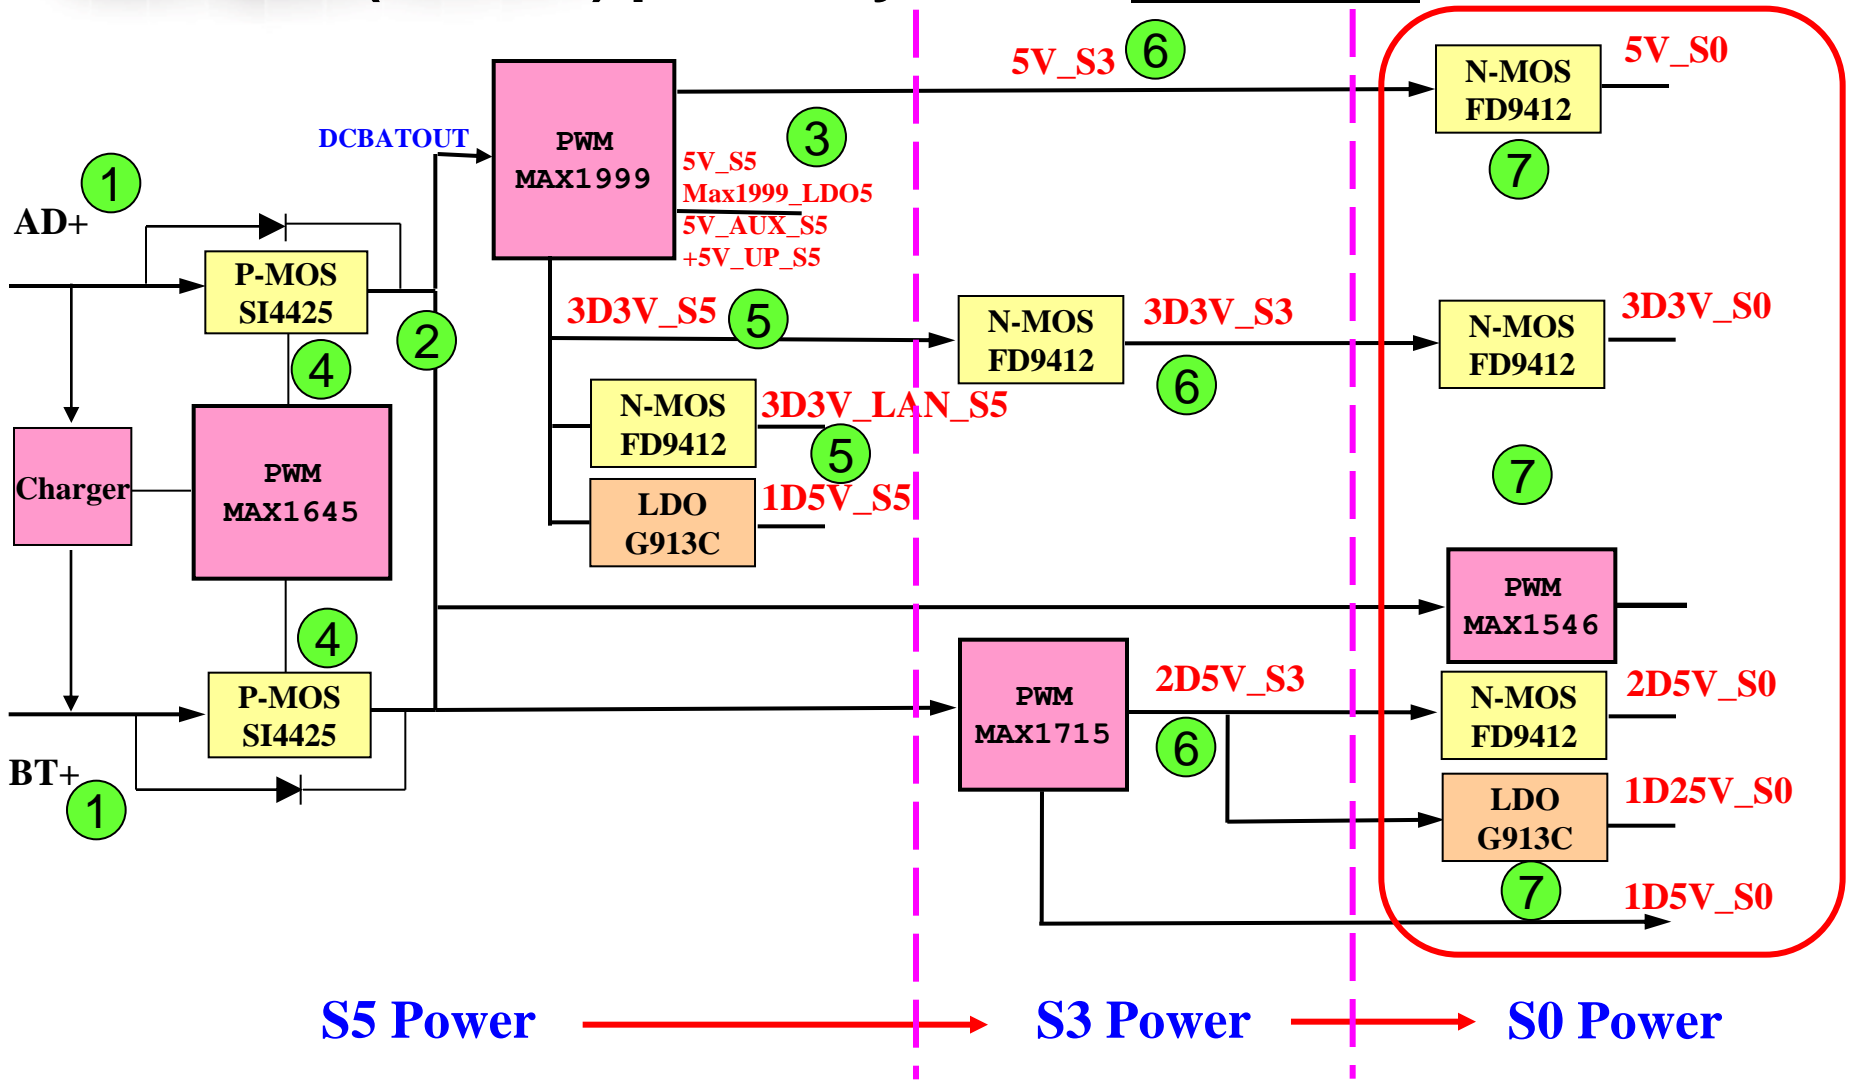 5V_S3
6
5V_S0
N-MOS
FD9412
7
DCBATOUT
PWM
MAX1999
3
5V_S5
Max1999_LDO5
5V_AUX_S5
+5V_UP_S5
1
AD+
P-MOS
SI4425
2
4
3D3V_S5
5
N-MOS
FD9412
3D3V_S3
6
N-MOS
FD9412
3D3V_S0
N-MOS
FD9412
3D3V_LAN_S5
5
LDO
G913C
1D5V_S5
Charger
PWM
MAX1645
7
PWM
MAX1546
4
P-MOS
SI4425
BT+
1
PWM
MAX1715
2D5V_S3
6
N-MOS
FD9412
2D5V_S0
LDO
G913C
1D25V_S0
7
1D5V_S0
S5 Power
S3 Power
S0 Power